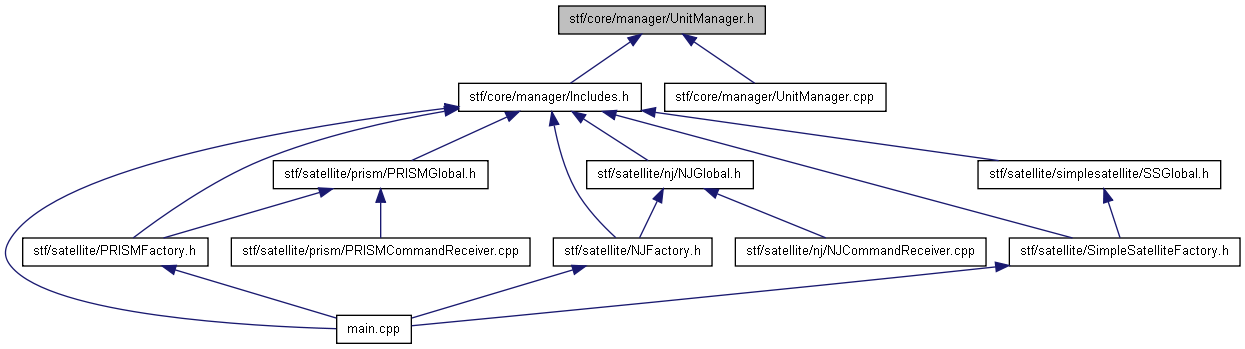 stf/core/manager/UnitManager.h
stf/core/manager/Includes.h
stf/core/manager/UnitManager.cpp
stf/satellite/prism/PRISMGlobal.h
stf/satellite/nj/NJGlobal.h
stf/satellite/simplesatellite/SSGlobal.h
stf/satellite/PRISMFactory.h
stf/satellite/prism/PRISMCommandReceiver.cpp
stf/satellite/NJFactory.h
stf/satellite/nj/NJCommandReceiver.cpp
stf/satellite/SimpleSatelliteFactory.h
main.cpp